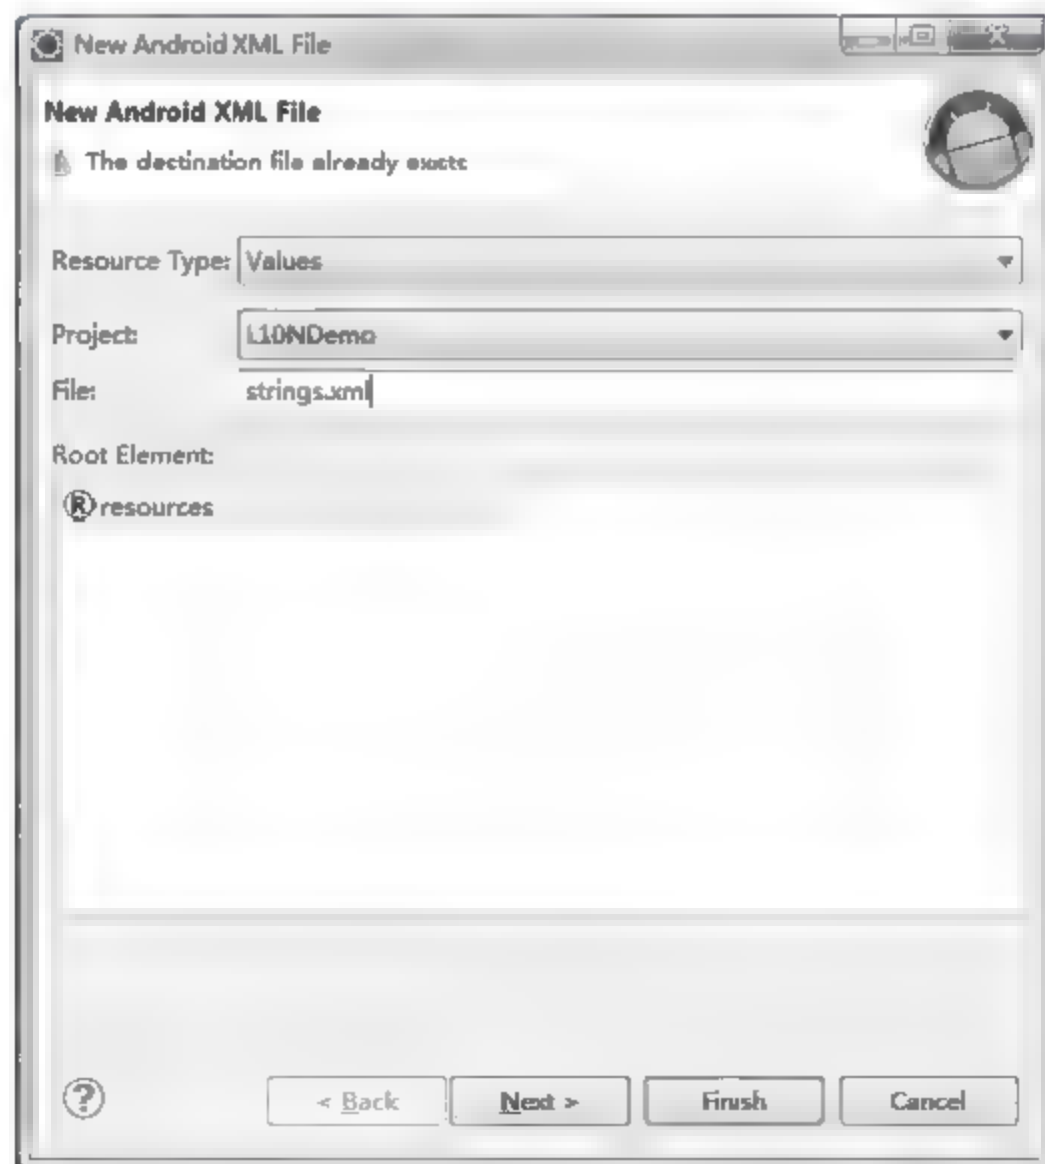 New Android XML File
New Android XML File
The destination file already exists
Resource Type: Values
Project: L10NDemo
File: strings.xml
Root Element:
R resources
? < Back Next > Finish Cancel